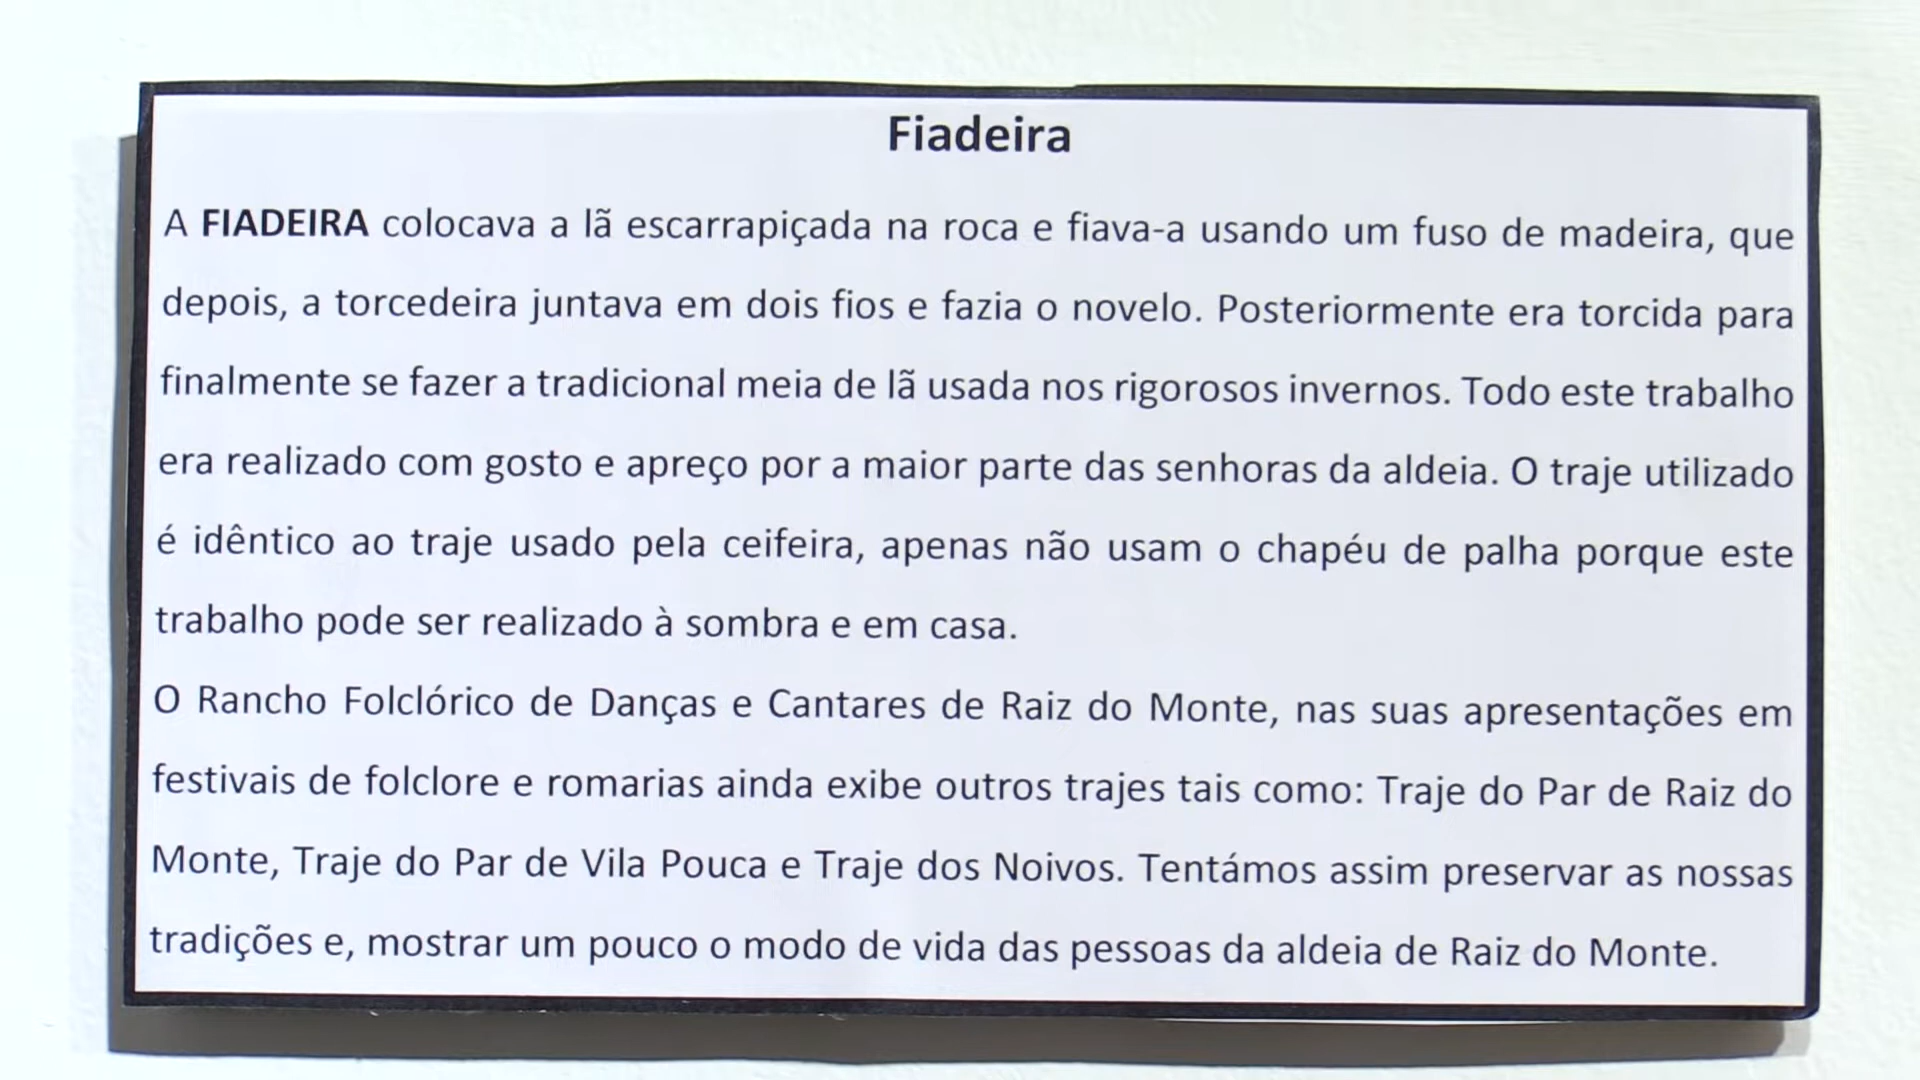 Fiadeira
A FIADEIRA colocava a lã escarrapiçada na roca e fiava-a usando um fuso de madeira, que
depois, a torcedeira juntava em dois fios e fazia o novelo. Posteriormente era torcida para
finalmente se fazer a tradicional meia de lã usada nos rigorosos invernos. Todo este trabalho
era realizado com gosto e apreço por a maior parte das senhoras da aldeia. O traje utilizado
é idêntico ao traje usado pela ceifeira, apenas não usam o chapéu de palha porque este
trabalho pode ser realizado à sombra e em casa.
O Rancho Folclórico de Danças e Cantares de Raiz do Monte, nas suas apresentações em
festivais de folclore e romarias ainda exibe outros trajes tais como: Traje do Par de Raiz do
Monte, Traje do Par de Vila Pouca e Traje dos Noivos. Tentámos assim preservar as nossas
tradições e, mostrar um pouco o modo de vida das pessoas da aldeia de Raiz do Monte.